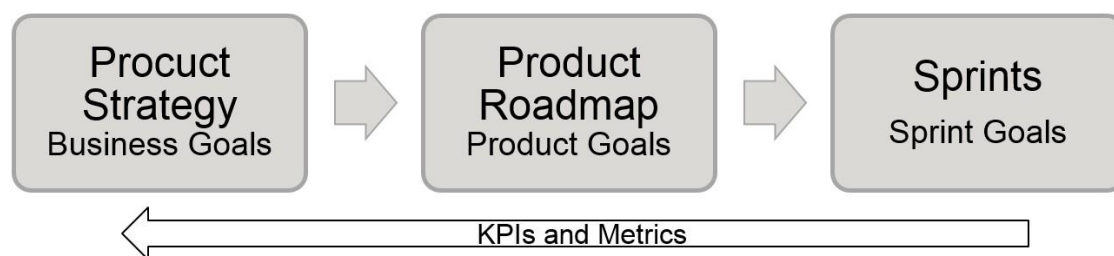 Procuct
Strategy
Business Goals
Product
Roadmap
Product Goals
Sprints
Sprint Goals
KPIs and Metrics